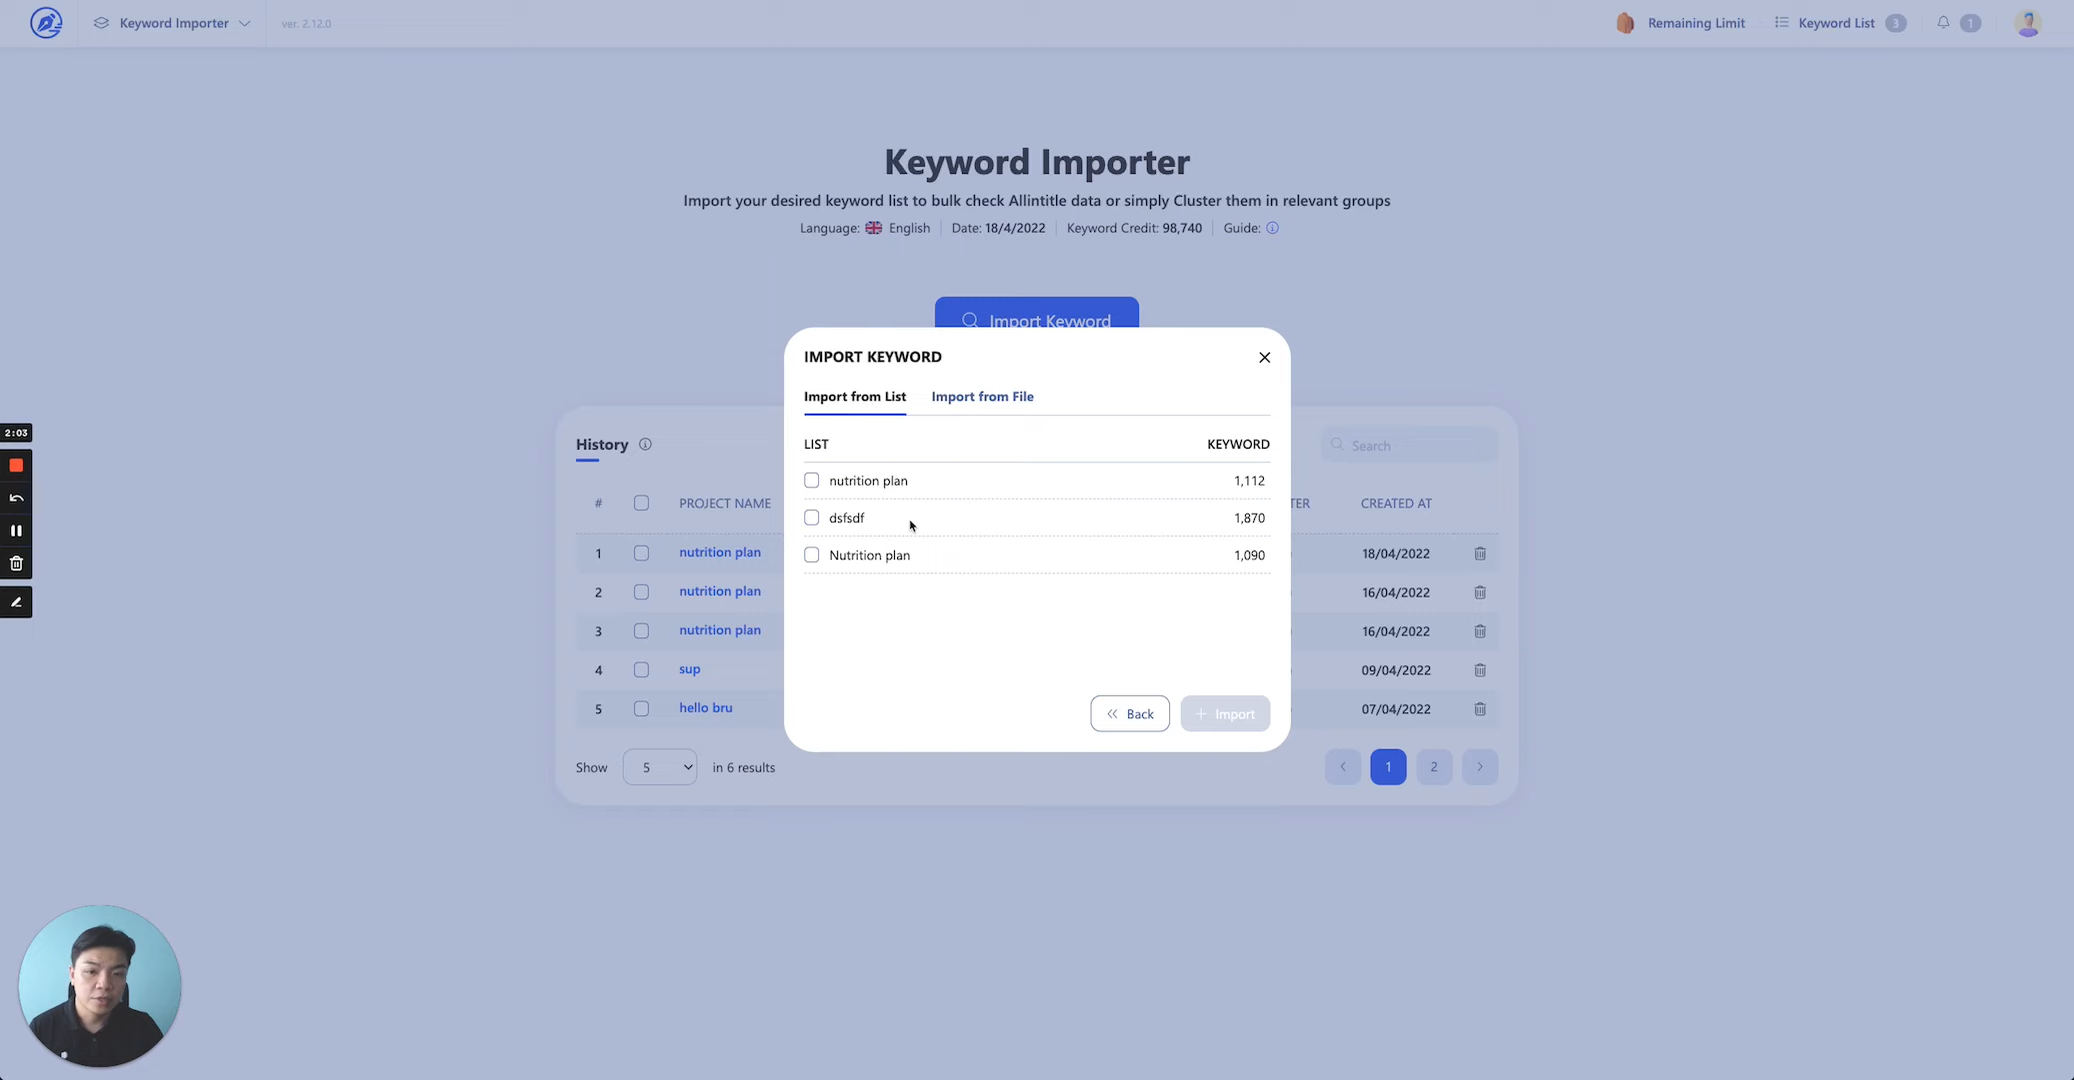 Keyword Importer
ver. 2.12.0
Remaining Limit
Keyword List 3
1
Keyword Importer
Import your desired keyword list to bulk check Allintitle data or simply Cluster them in relevant groups
Language: English Date: 18/4/2022 Keyword Credit: 98,740 Guide:
Import Keyword
IMPORT KEYWORD
Import from List Import from File
LIST KEYWORD
nutrition plan 1,112
dsfsdf 1,870
Nutrition plan 1,090
Back Import
2:03
History
Search
# PROJECT NAME TER CREATED AT
1 nutrition plan 18/04/2022
2 nutrition plan 16/04/2022
3 nutrition plan 16/04/2022
4 sup 09/04/2022
5 hello bru 07/04/2022
Show 5 in 6 results
1 2